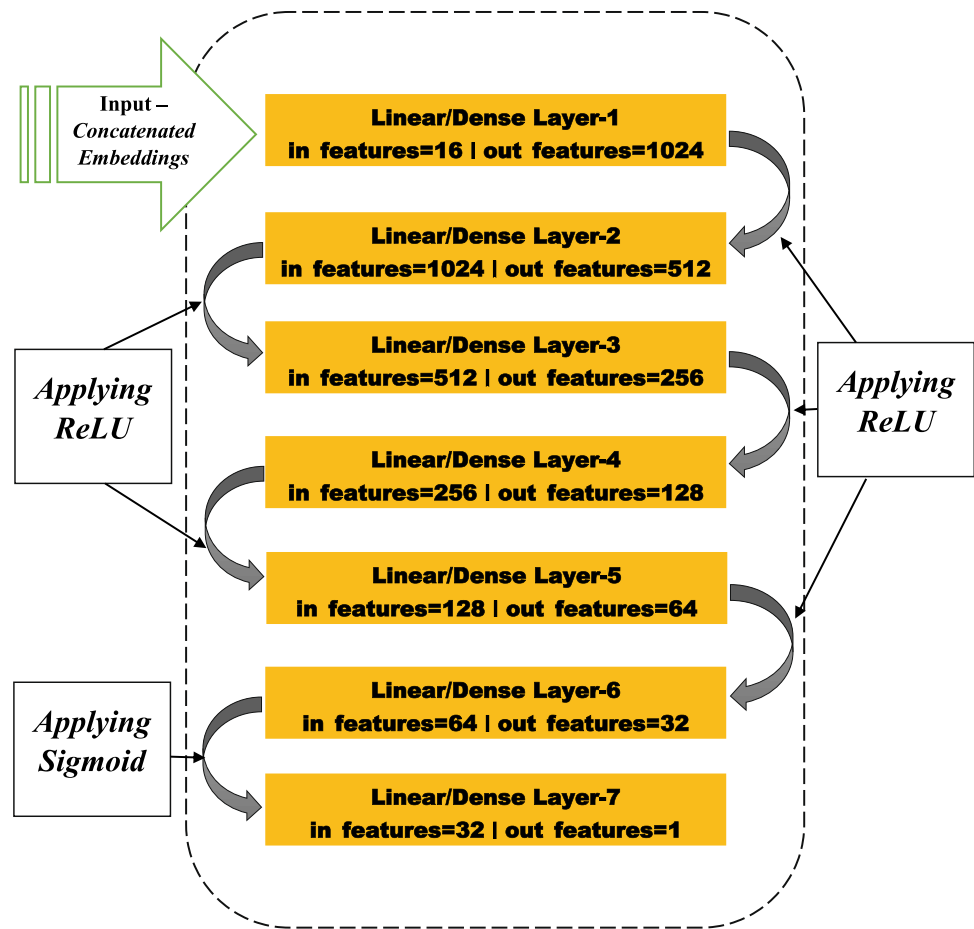 Input –
Concatenated
Embeddings
Linear/Dense Layer-1
in features=16 | out features=1024
Linear/Dense Layer-2
in features=1024 | out features=512
Linear/Dense Layer-3
in features=512 | out features=256
Applying
ReLU
Applying
ReLU
Linear/Dense Layer-4
in features=256 | out features=128
Linear/Dense Layer-5
in features=128 | out features=64
Linear/Dense Layer-6
in features=64 | out features=32
Applying
Sigmoid
Linear/Dense Layer-7
in features=32 | out features=1